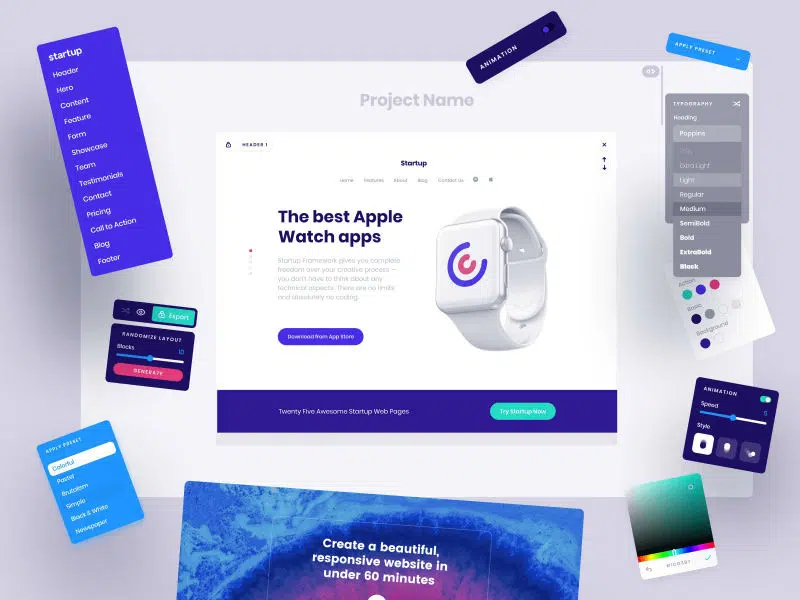 startup
Header
Hero
Content
Feature
Form
Showcase
Team
Testimonials
Contact
Pricing
Call to Action
Blog
Footer
ANIMATION
APPLY PRESET
Project Name
HEADER 1
Startup
Home Features About Blog Contact Us
The best Apple
Watch apps
Startup Framework gives you complete
freedom over your creative process —
you don't have to think about any
technical aspects. There are no limits
and absolutely no coding.
Download from App Store
Twenty Five Awesome Startup Web Pages
Try Startup Now
TYPOGRAPHY
Heading
Poppins
Extra Light
Light
Regular
Medium
SemiBold
Bold
ExtraBold
Black
Action
Basic
Background
Export
RANDOMIZE LAYOUT
Blocks
10
GENERATE
APPLY PRESET
Colorful
Pastel
Brutalism
Simple
Black & White
Newspaper
ANIMATION
Speed
5
Style
Create a beautiful,
responsive website in
under 60 minutes